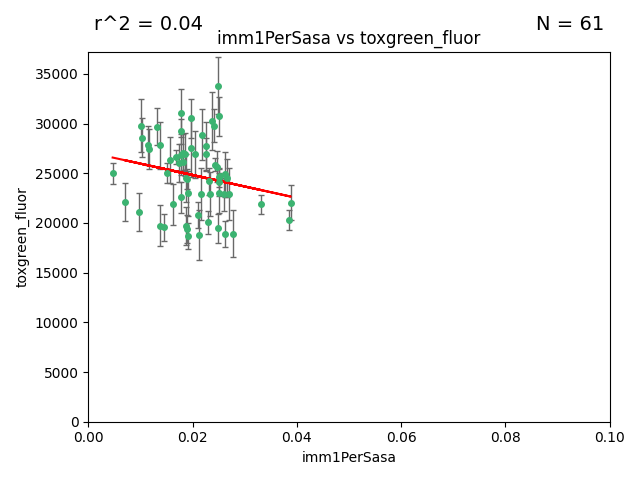 r^2 = 0.04
N = 61
imm1PerSasa vs toxgreen_fluor
35000
30000
25000
20000
15000
10000
5000
0
toxgreen_fluor
0.00
0.02
0.04
0.06
0.08
0.10
imm1PerSasa